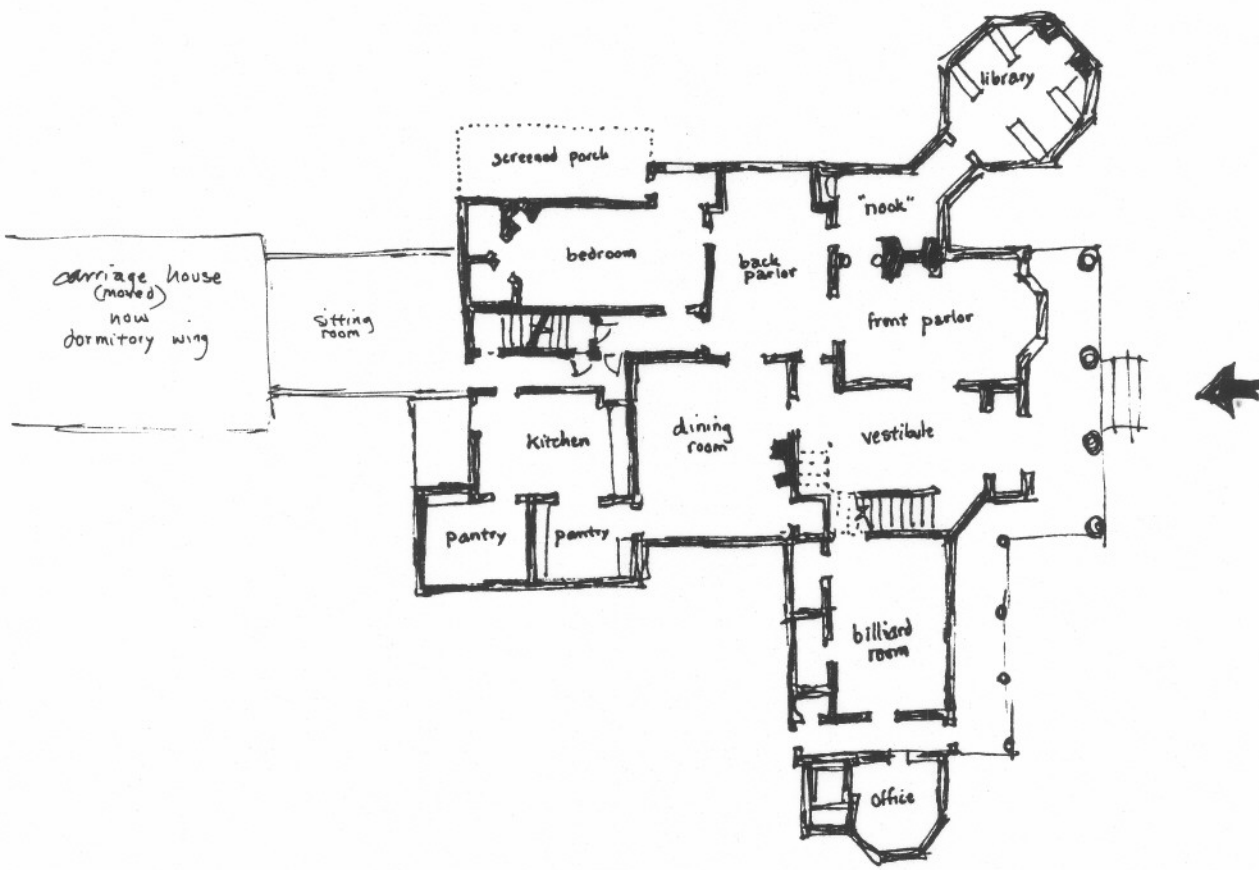 library
screened porch
"nook"
bedroom
back
parlor
carriage house
(moved)
now
dormitory wing
sitting
room
front parlor
kitchen
dining
room
vestibule
pantry
pantry
billiard
room
office